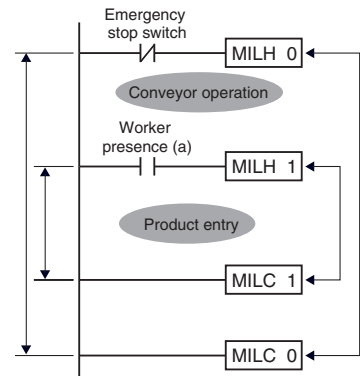 Emergency
stop switch
MILH 0
Conveyor operation
Worker
presence (a)
MILH 1
Product entry
MILC 1
MILC 0